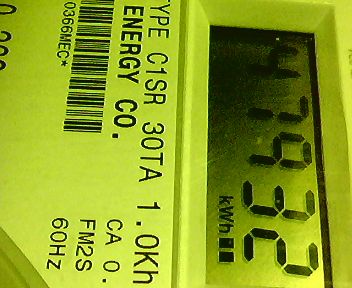 47932
kWh
TYPE C1SR 30TA 1.0Kh
ENERGY CO.
CA 0.
FM2S
0366MEC*
60Hz